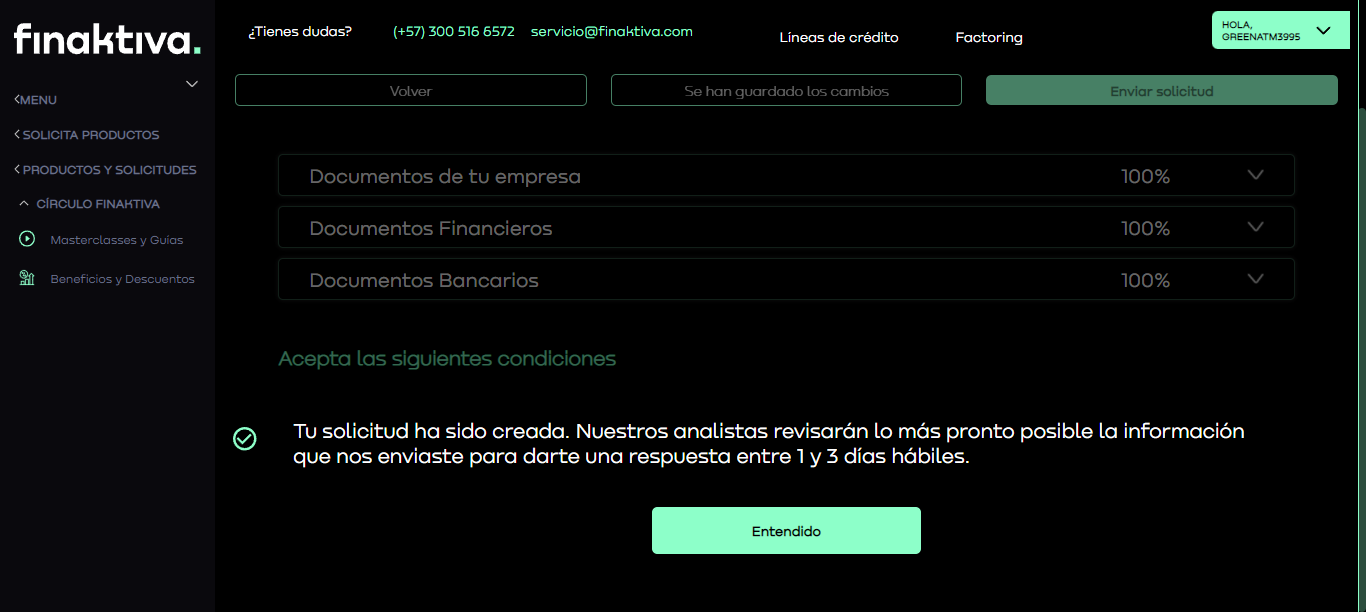 finaktiva.
¿Tienes dudas?
(+57) 300 516 6572
servicio@finaktiva.com
Líneas de crédito
Factoring
HOLA,
GREENATM3995
MENU
SOLICITA PRODUCTOS
PRODUCTOS Y SOLICITUDES
CÍRCULO FINAKTIVA
Masterclasses y Guías
Beneficios y Descuentos
Volver
Se han guardado los cambios
Enviar solicitud
Documentos de tu empresa 100%
Documentos Financieros 100%
Documentos Bancarios 100%
Acepta las siguientes condiciones
Tu solicitud ha sido creada. Nuestros analistas revisarán lo más pronto posible la información
que nos enviaste para darte una respuesta entre 1 y 3 días hábiles.
Entendido